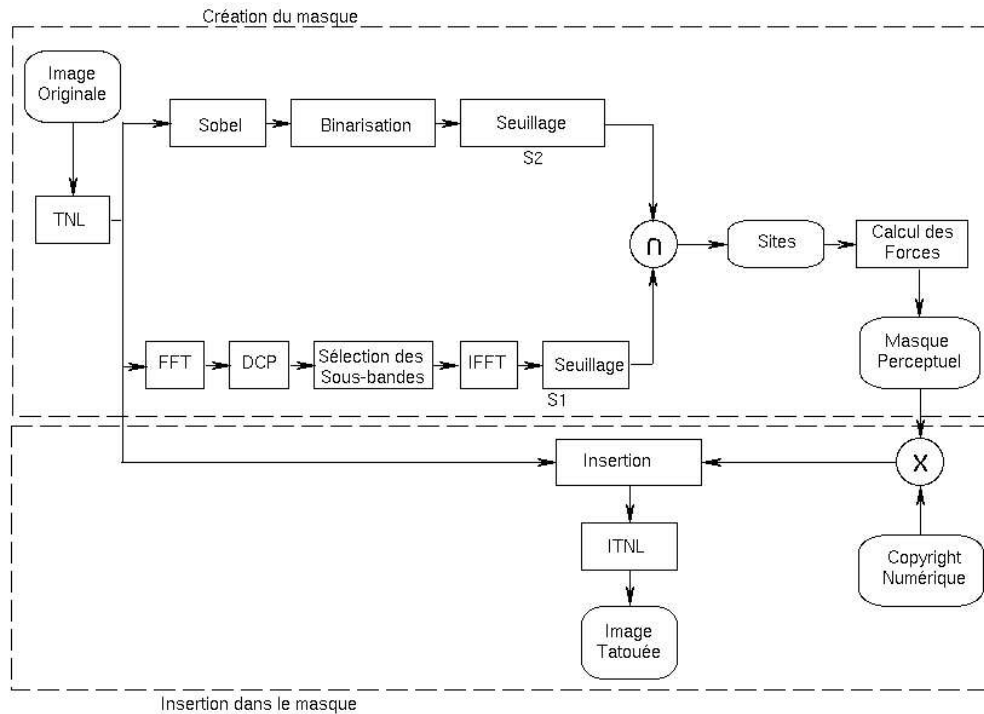 Création du masque
Image
Originale
Sobel
Binarisation
Seuillage
S2
TNL
∩
Sites
Calcul des
Forces
FFT
DCP
Sélection des
Sous-bandes
IFFT
Seuillage
S1
Masque
Perceptuel
Insertion
X
ITNL
Copyright
Numérique
Image
Tatouée
Insertion dans le masque